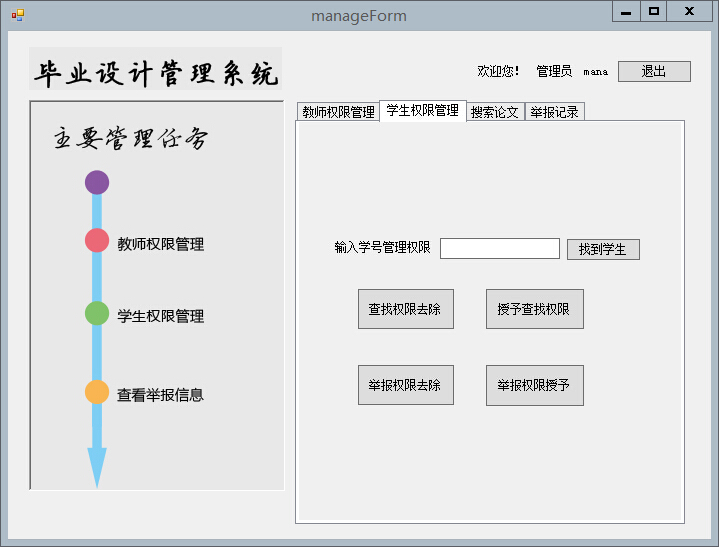 manageForm
毕业设计管理系统
欢迎您! 管理员 mana 退出
主要管理任务
教师权限管理
学生权限管理
查看举报信息
教师权限管理 学生权限管理 搜索论文 举报记录
输入学号管理权限 找到学生
查找权限去除 授予查找权限
举报权限去除 举报权限授予